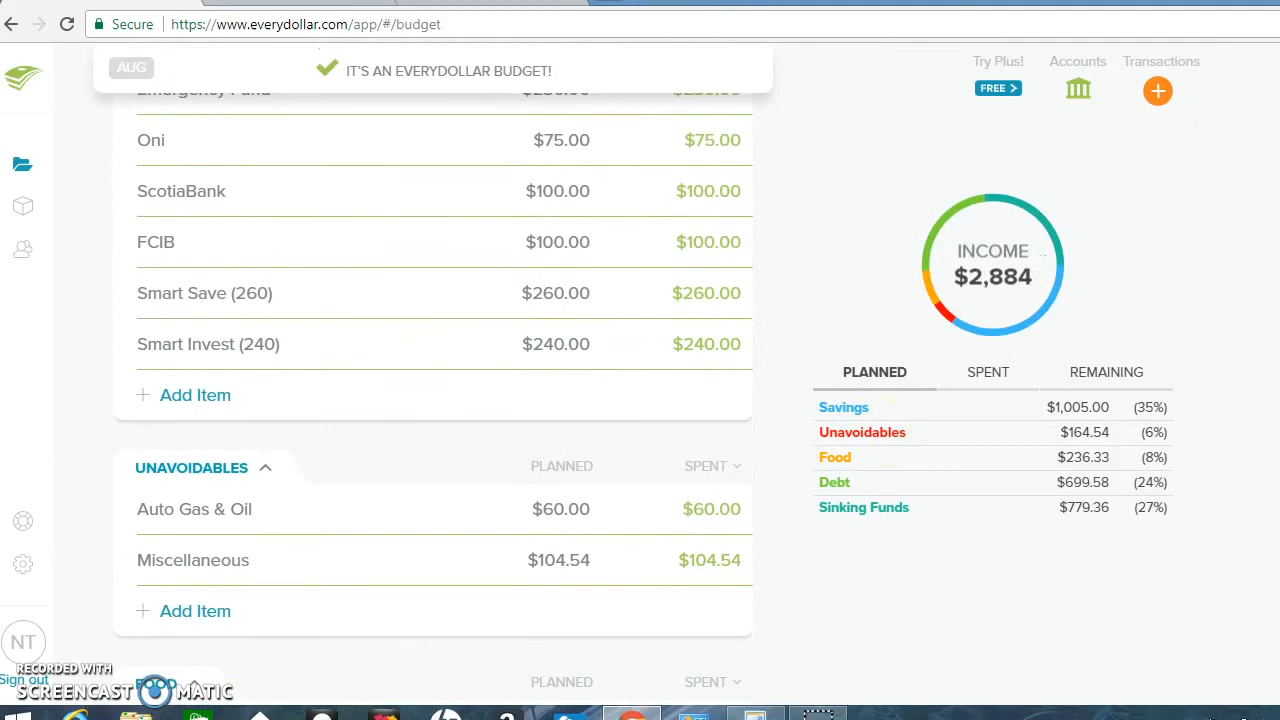 Secure https://www.everydollar.com/app/#/budget
AUG IT'S AN EVERYDOLLAR BUDGET!
Try Plus! Accounts Transactions
FREE >
Emergency Fund
Oni $75.00 $75.00
ScotiaBank $100.00 $100.00
FCIB $100.00 $100.00
Smart Save (260) $260.00 $260.00
Smart Invest (240) $240.00 $240.00
+ Add Item
UNAVOIDABLES PLANNED SPENT
Auto Gas & Oil $60.00 $60.00
Miscellaneous $104.54 $104.54
+ Add Item
FOOD PLANNED SPENT
INCOME
$2,884
PLANNED SPENT REMAINING
Savings $1,005.00 (35%)
Unavoidables $164.54 (6%)
Food $236.33 (8%)
Debt $699.58 (24%)
Sinking Funds $779.36 (27%)
NT
Sign out
RECORDED WITH
SCREENCAST MATIC